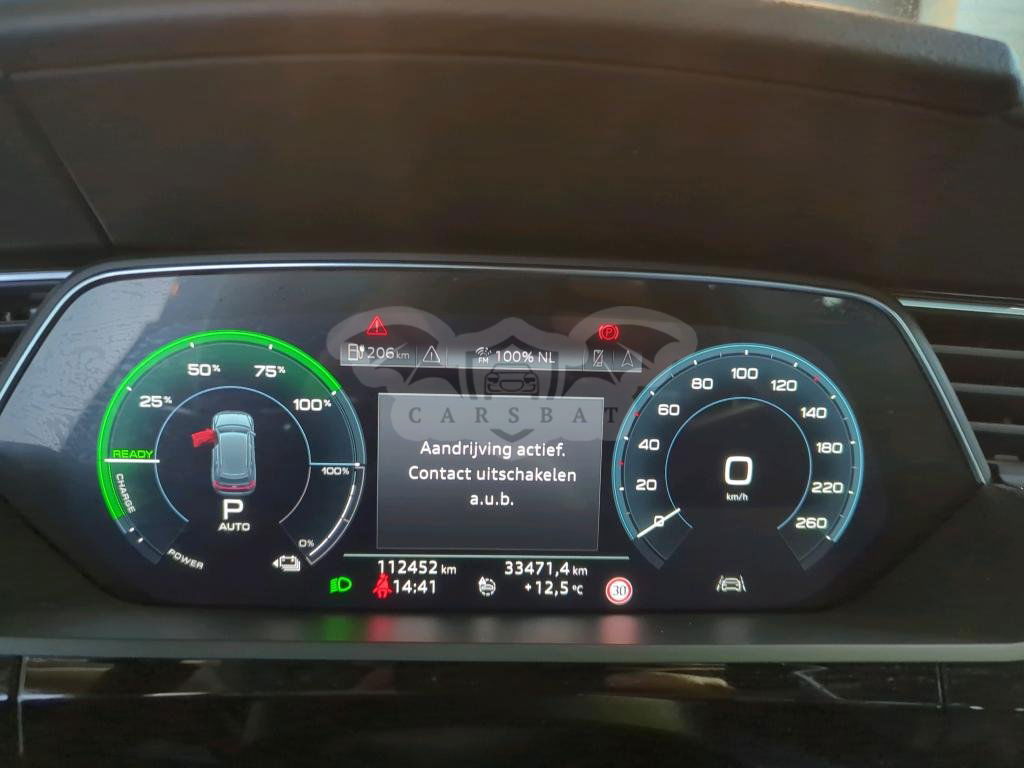 206 km
FM 100% NL
CARSBAT
25% 50% 75% 100%
READY
CHARGE
POWER
P
AUTO
100%
0%
Aandrijving actief.
Contact uitschakelen
a.u.b.
0 20 40 60 80 100 120 140 180 220 260
0
km/h
112452 km 33471,4 km
14:41 +12,5 °C
30
P